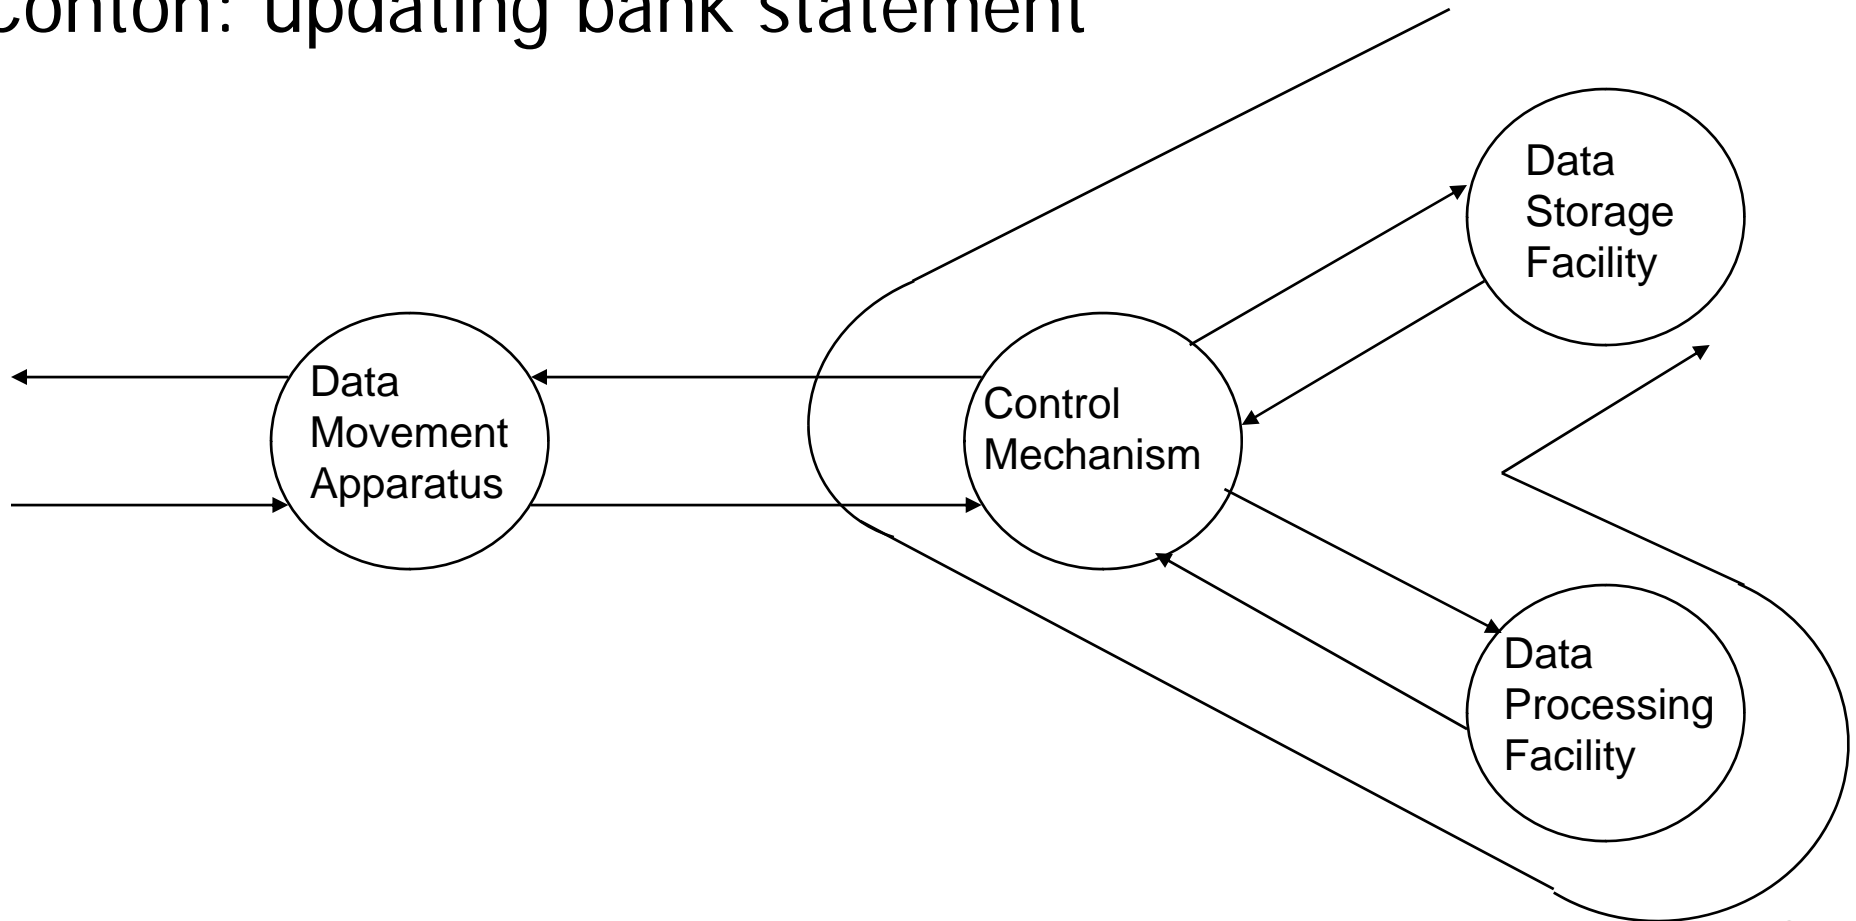 Contoh: updating bank statement
Data
Storage
Facility
Data
Movement
Apparatus
Control
Mechanism
Data
Processing
Facility